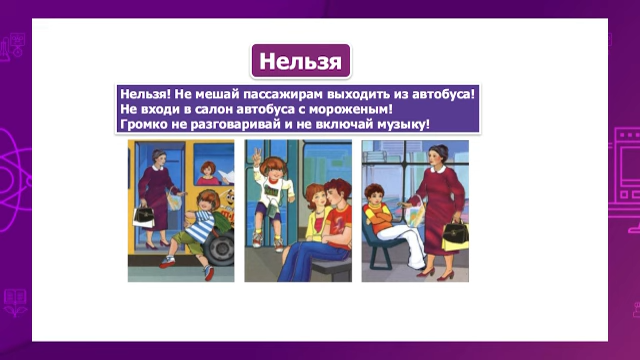 Нельзя
Нельзя! Не мешай пассажирам выходить из автобуса!
Не входи в салон автобуса с мороженым!
Громко не разговаривай и не включай музыку!